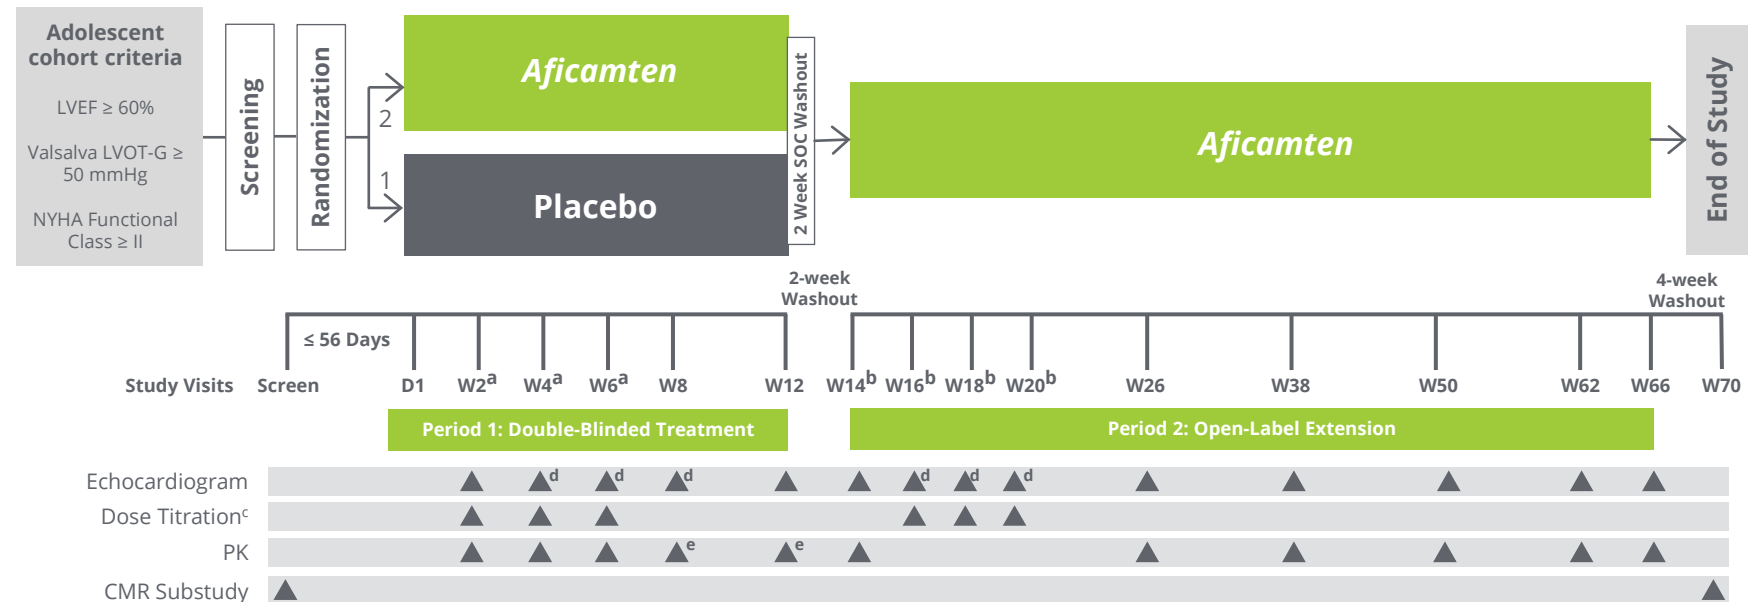 Adolescent
cohort criteria
LVEF ≥ 60%
Valsalva LVOT-G ≥
50 mmHg
NYHA Functional
Class ≥ II
Screening
Randomization
2
1
Aficamten
Placebo
2 Week SOC Washout
Aficamten
End of Study
2-week
Washout
4-week
Washout
≤ 56 Days
Study Visits Screen D1 W2a W4a W6a W8 W12 W14b W16b W18b W20b W26 W38 W50 W62 W66 W70
Period 1: Double-Blinded Treatment
Period 2: Open-Label Extension
Echocardiogram d d d d d d
Dose Titrationc
PK e e
CMR Substudy